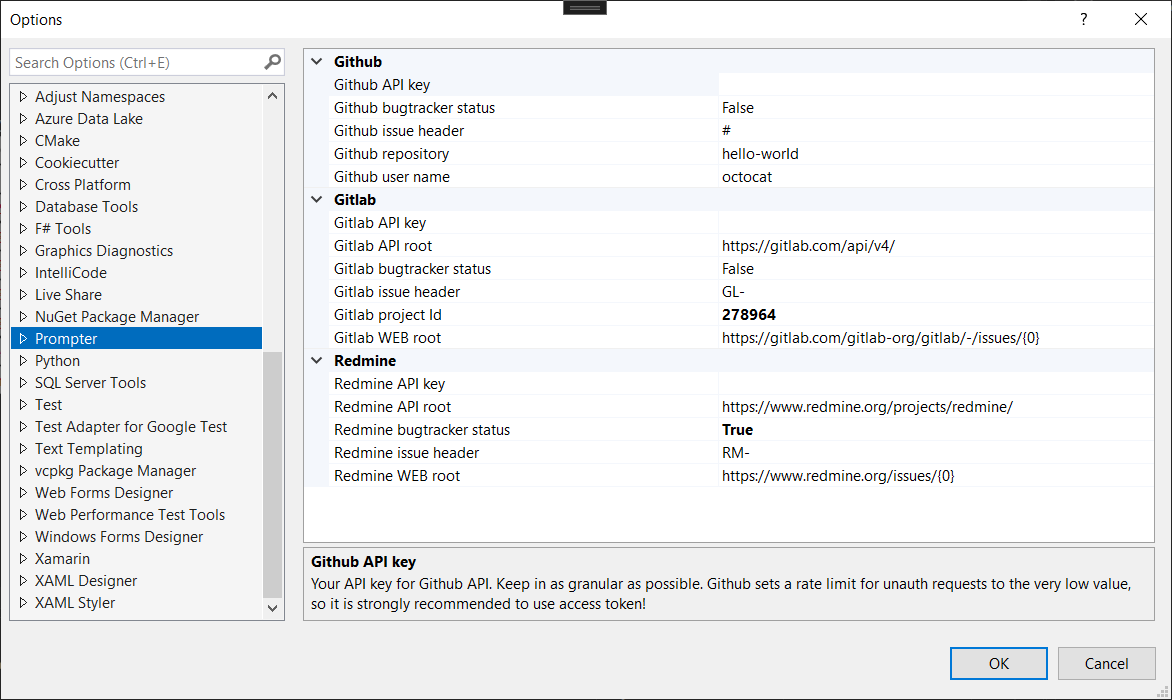 Options
?
Search Options (Ctrl+E)
Adjust Namespaces
Azure Data Lake
CMake
Cookiecutter
Cross Platform
Database Tools
F# Tools
Graphics Diagnostics
IntelliCode
Live Share
NuGet Package Manager
Prompter
Python
SQL Server Tools
Test
Test Adapter for Google Test
Text Templating
vcpkg Package Manager
Web Forms Designer
Web Performance Test Tools
Windows Forms Designer
Xamarin
XAML Designer
XAML Styler
Github
Github API key
Github bugtracker status False
Github issue header #
Github repository hello-world
Github user name octocat
Gitlab
Gitlab API key
Gitlab API root https://gitlab.com/api/v4/
Gitlab bugtracker status False
Gitlab issue header GL-
Gitlab project Id 278964
Gitlab WEB root https://gitlab.com/gitlab-org/gitlab/-/issues/{0}
Redmine
Redmine API key
Redmine API root https://www.redmine.org/projects/redmine/
Redmine bugtracker status True
Redmine issue header RM-
Redmine WEB root https://www.redmine.org/issues/{0}
Github API key
Your API key for Github API. Keep in as granular as possible. Github sets a rate limit for unauth requests to the very low value,
so it is strongly recommended to use access token!
OK Cancel